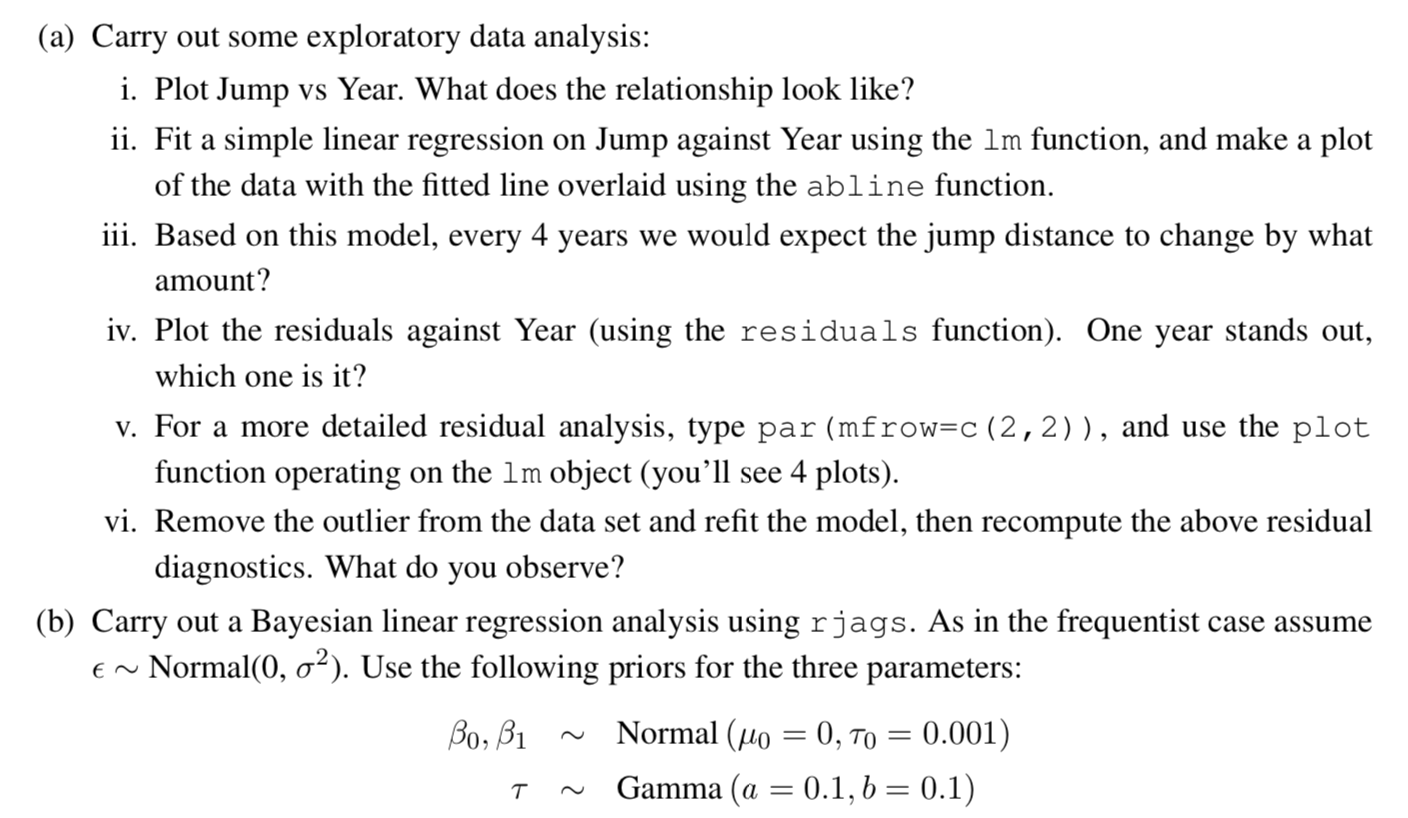 (a) Carry out some exploratory data analysis:
i. Plot Jump vs Year. What does the relationship look like?
ii. Fit a simple linear regression on Jump against Year using the lm function, and make a plot
of the data with the fitted line overlaid using the abline function.
iii. Based on this model, every 4 years we would expect the jump distance to change by what
amount?
iv. Plot the residuals against Year (using the residuals function). One year stands out,
which one is it?
v. For a more detailed residual analysis, type par(mfrow=c(2,2)), and use the plot
function operating on the lm object (you'll see 4 plots).
vi. Remove the outlier from the data set and refit the model, then recompute the above residual
diagnostics. What do you observe?
(b) Carry out a Bayesian linear regression analysis using rjags. As in the frequentist case assume
ϵ ∼ Normal(0, σ²). Use the following priors for the three parameters:
β₀, β₁ ∼ Normal (μ₀ = 0, τ₀ = 0.001)
τ ∼ Gamma (a = 0.1, b = 0.1)